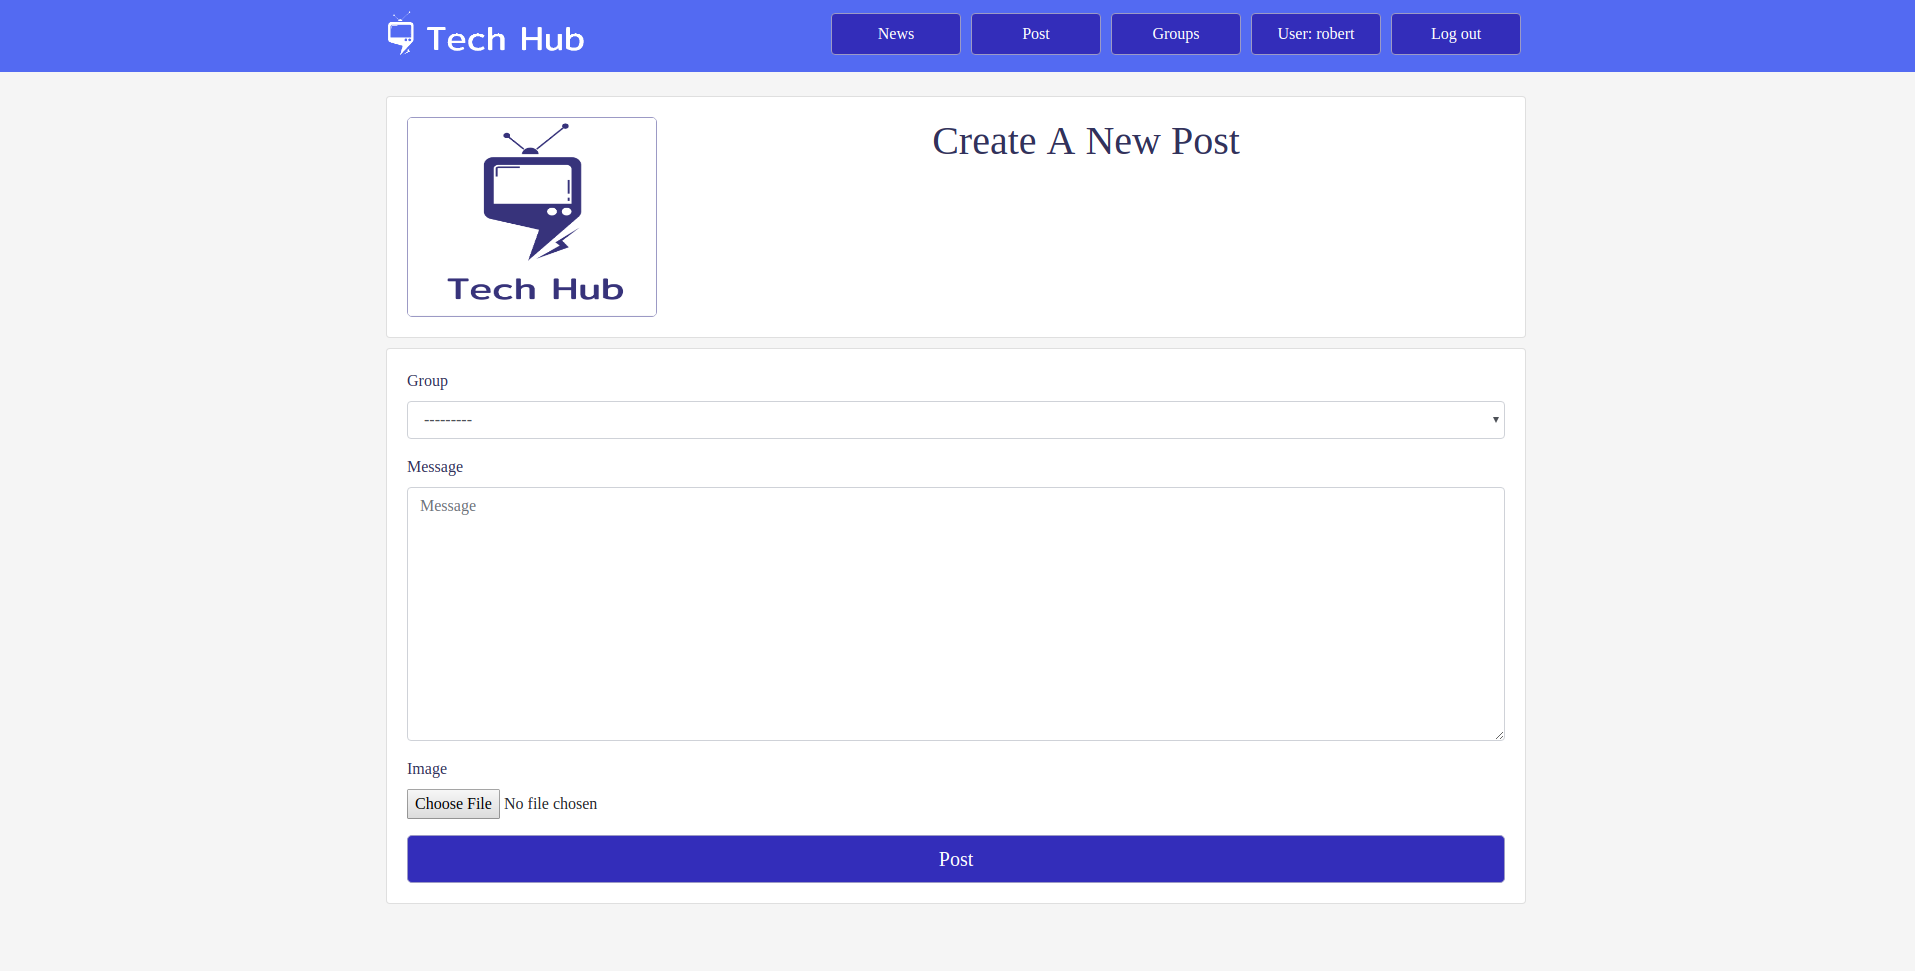 Tech Hub
News
Post
Groups
User: robert
Log out
Tech Hub
Create A New Post
Group
---------
Message
Message
Image
Choose File No file chosen
Post